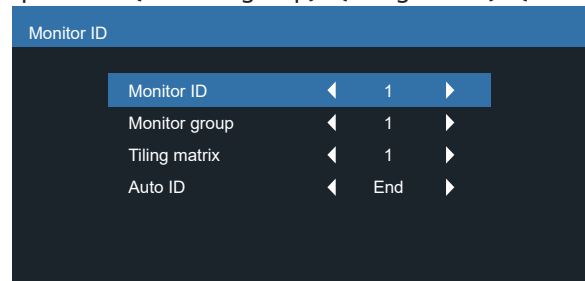 Monitor ID
Monitor ID 1
Monitor group 1
Tiling matrix 1
Auto ID End